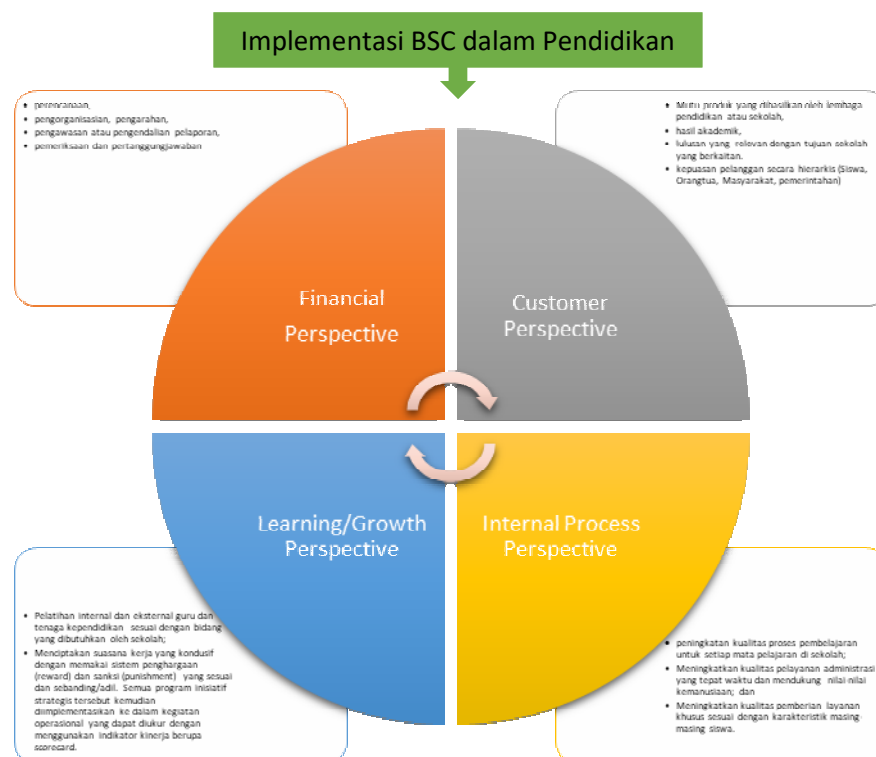 Implementasi BSC dalam Pendidikan
• perencanaan,
• pengorganisasian, pengarahan,
• pengawasan atau pengendalian pelaporan,
• pemeriksaan dan pertanggungjawaban
• Mutu produk yang dihasilkan oleh lembaga
pendidikan atau sekolah,
• hasil akademik,
• lulusan yang relevan dengan tujuan sekolah
yang berkaitan.
• kepuasan pelanggan secara hierarkis (Siswa,
Orangtua, Masyarakat, pemerintahan)
Financial
Perspective
Customer
Perspective
Learning/Growth
Perspective
Internal Process
Perspective
• Pelatihan internal dan eksternal guru dan
tenaga kependidikan sesuai dengan bidang
yang dibutuhkan oleh sekolah;
• Menciptakan suasana kerja yang kondusif
dengan memakai sistem penghargaan
(reward) dan sanksi (punishment) yang sesuai
dan sebanding/adil. Semua program inisiatif
strategis tersebut kemudian
diimplementasikan ke dalam kegiatan
operasional yang dapat diukur dengan
menggunakan indikator kinerja berupa
scorecard.
• peningkatan kualitas proses pembelajaran
untuk setiap mata pelajaran di sekolah;
• Meningkatkan kualitas pelayanan administrasi
yang tepat waktu dan mendukung nilai-nilai
kemanusiaan; dan
• Meningkatkan kualitas pemberian layanan
khusus sesuai dengan karakteristik masing-
masing siswa.